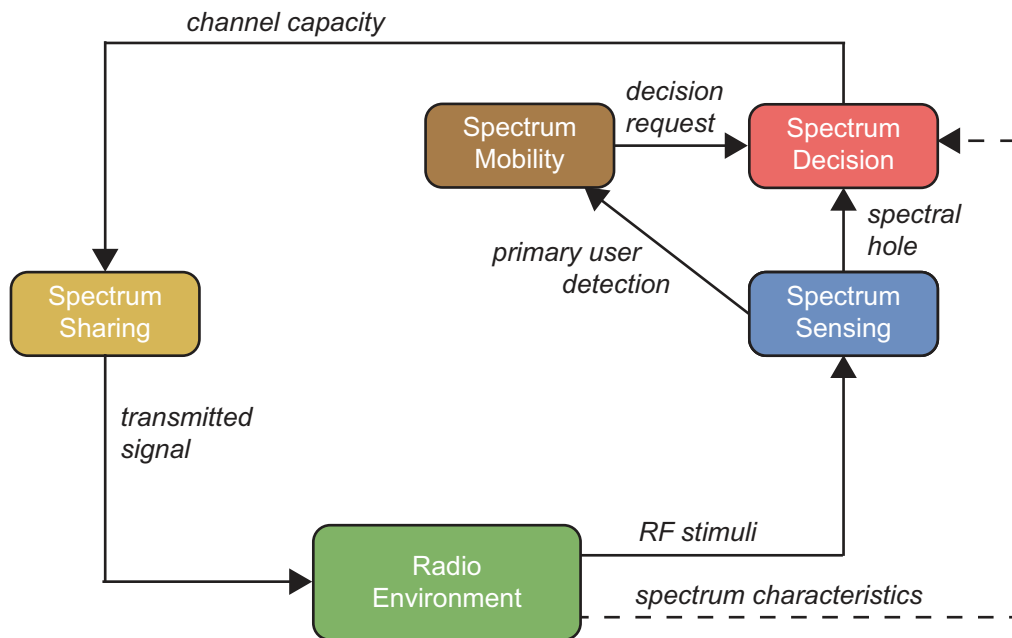 channel capacity
decision
request
Spectrum
Mobility
Spectrum
Decision
spectral
hole
primary user
detection
Spectrum
Sharing
Spectrum
Sensing
transmitted
signal
RF stimuli
Radio
Environment
spectrum characteristics